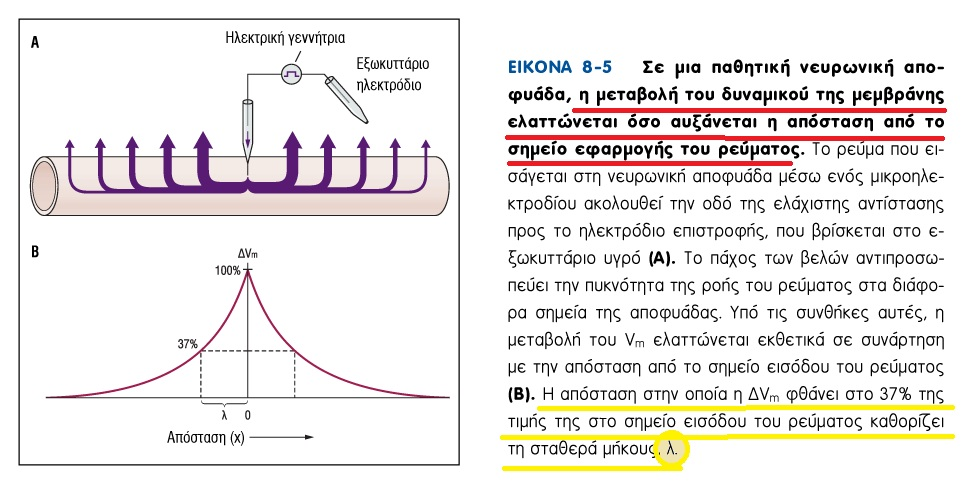 A
Ηλεκτρική γεννήτρια
Εξωκυττάριο
ηλεκτρόδιο
B
ΔVm
100%
37%
λ 0
Απόσταση (x)
ΕΙΚΟΝΑ 8-5 Σε μια παθητική νευρωνική απο-
φυάδα, η μεταβολή του δυναμικού της μεμβράνης
ελαττώνεται όσο αυξάνεται η απόσταση από το
σημείο εφαρμογής του ρεύματος. Το ρεύμα που ει-
σάγεται στη νευρωνική αποφυάδα μέσω ενός μικροηλε-
κτροδίου ακολουθεί την οδό της ελάχιστης αντίστασης
προς το ηλεκτρόδιο επιστροφής, που βρίσκεται στο ε-
ξωκυττάριο υγρό (Α). Το πάχος των βελών αντιπροσω-
πεύει την πυκνότητα της ροής του ρεύματος στα διάφο-
ρα σημεία της αποφυάδας. Υπό τις συνθήκες αυτές, η
μεταβολή του Vm ελαττώνεται εκθετικά σε συνάρτηση
με την απόσταση από το σημείο εισόδου του ρεύματος
(Β). Η απόσταση στην οποία η ΔVm φθάνει στο 37% της
τιμής της στο σημείο εισόδου του ρεύματος καθορίζει
τη σταθερά μήκους, λ.